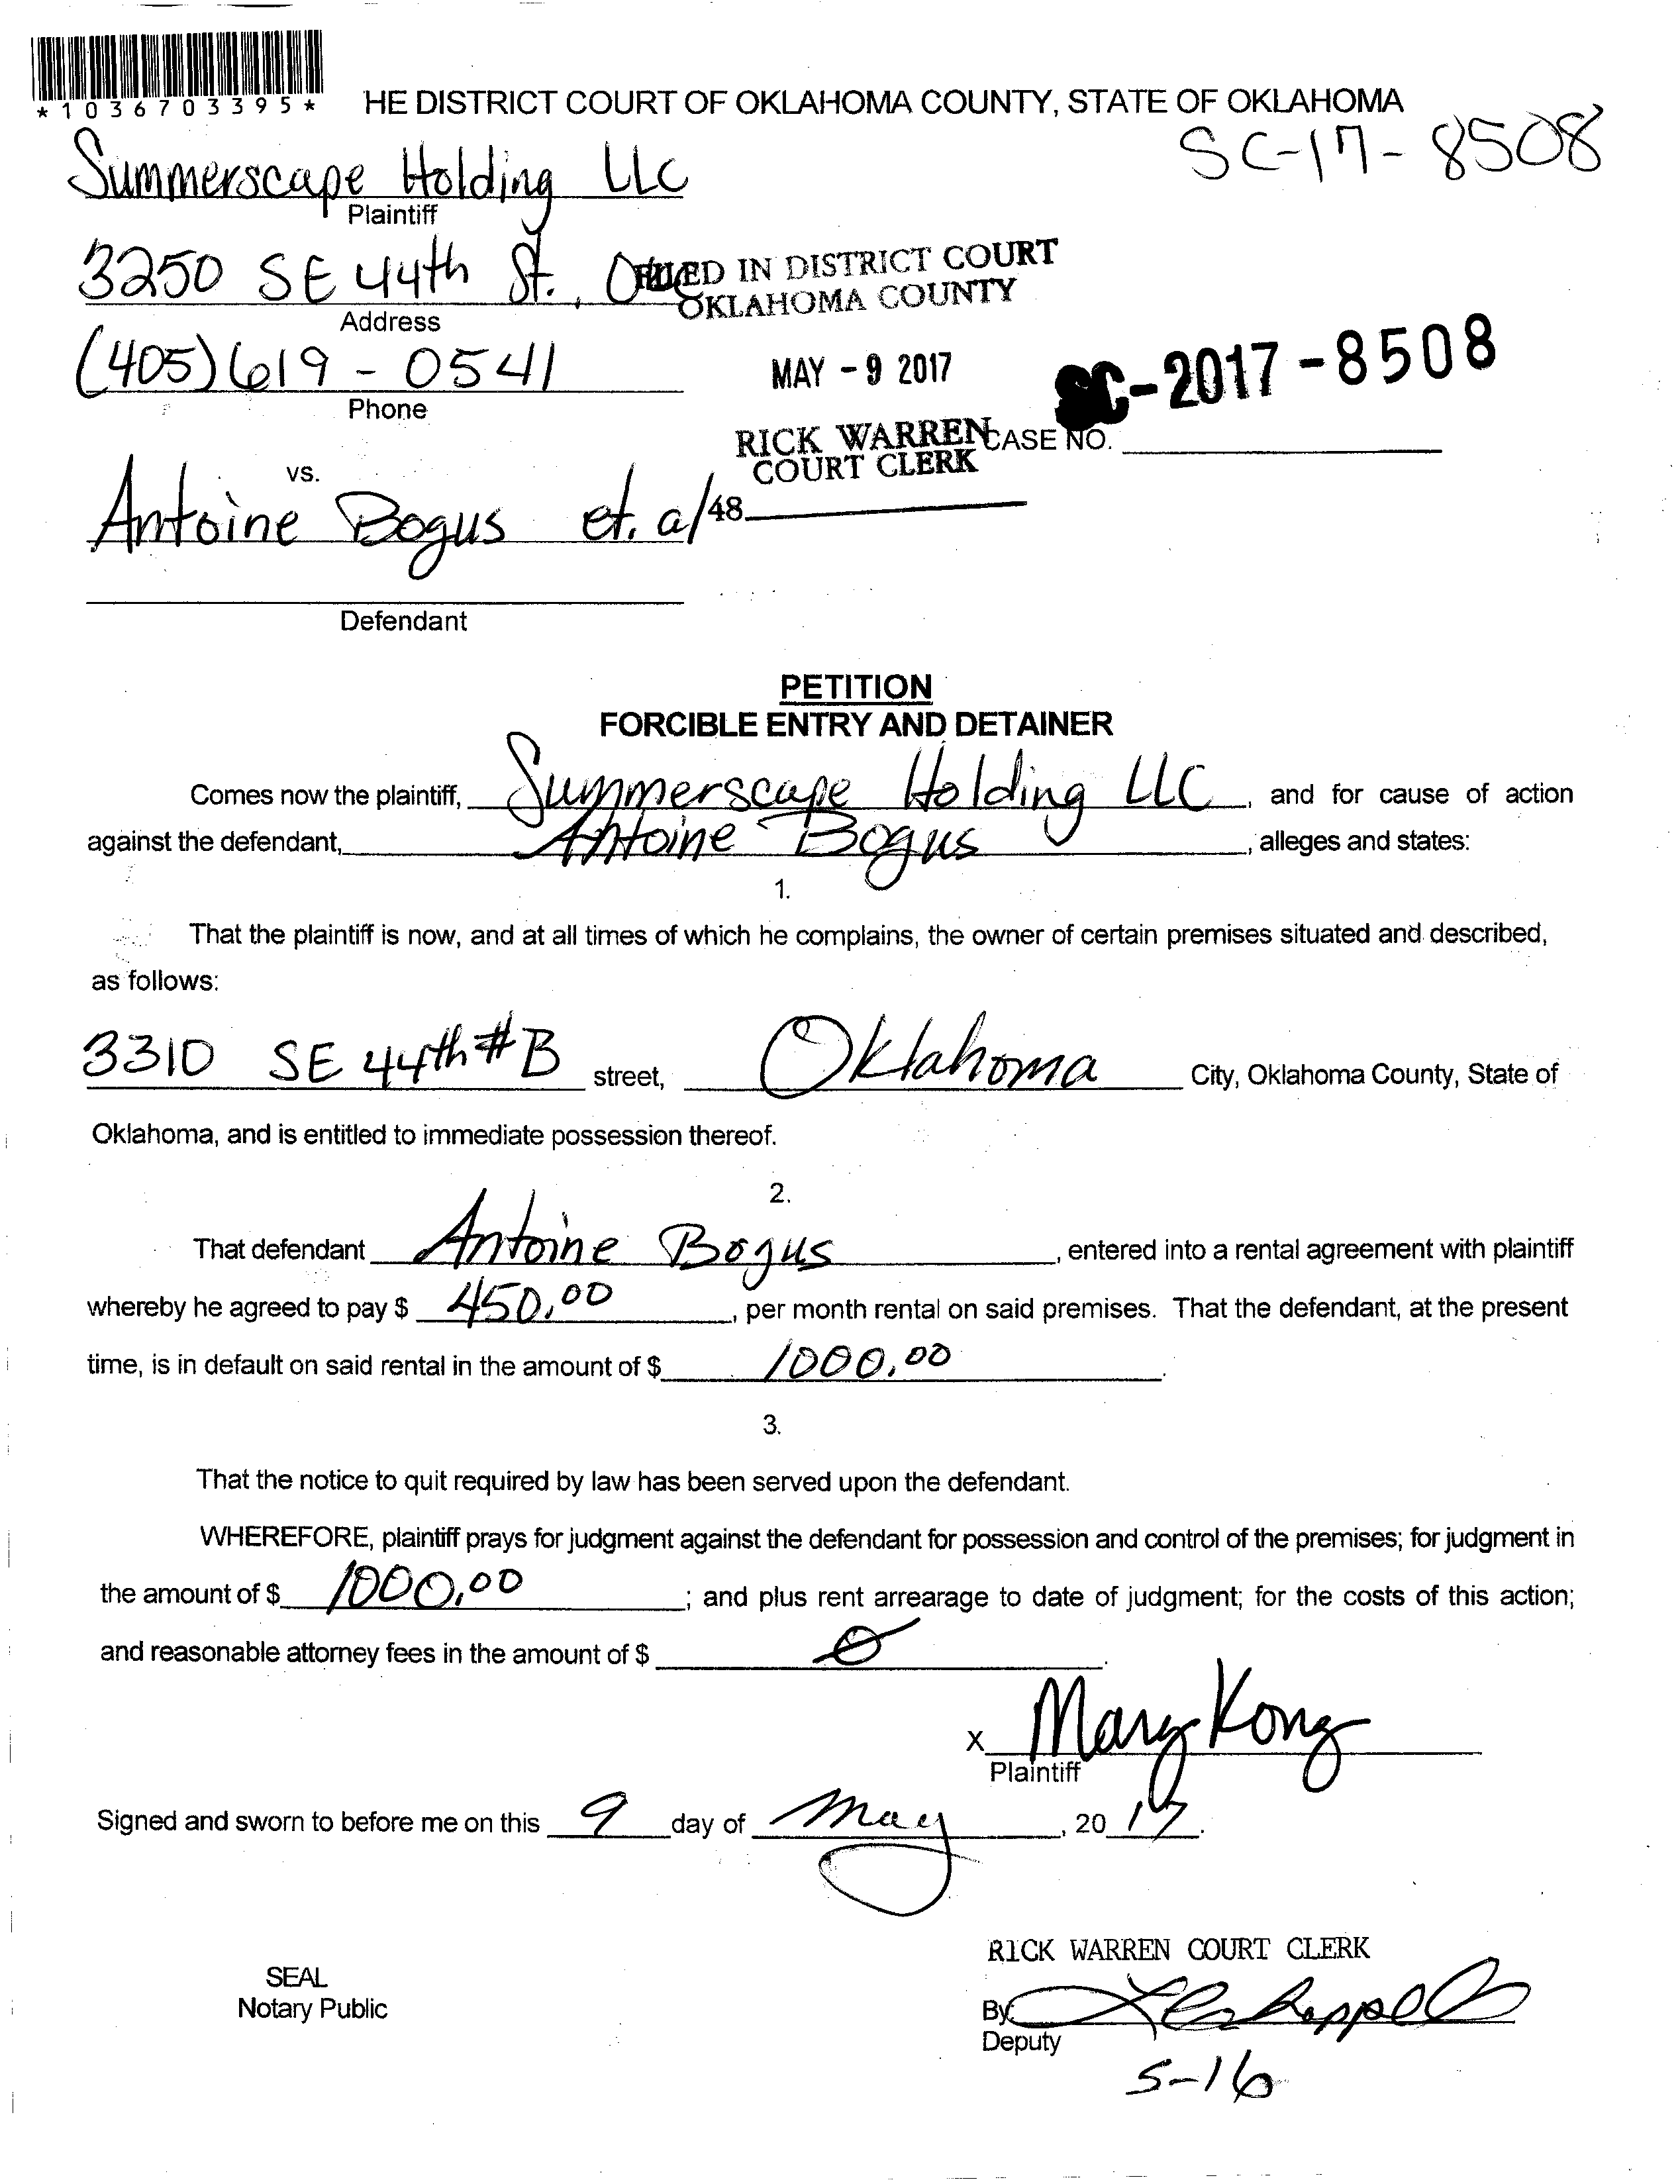 *1036703395*
HE DISTRICT COURT OF OKLAHOMA COUNTY, STATE OF OKLAHOMA
SC-17-8508
Summerscape Holding LLC
Plaintiff
3250 SE 44th St.,
FILED IN DISTRICT COURT
OKLAHOMA COUNTY
Address
(405) 619-0541
MAY - 9 2017
SC-2017-8508
Phone
RICK WARREN
COURT CLERK
CASE NO.
vs.
Antoine Bogus et. al
48
Defendant
PETITION
FORCIBLE ENTRY AND DETAINER
Comes now the plaintiff, Summerscape Holding LLC, and for cause of action
against the defendant, Antoine Bogus, alleges and states:
1.
That the plaintiff is now, and at all times of which he complains, the owner of certain premises situated and described,
as follows:
3310 SE 44th #B street, Oklahoma City, Oklahoma County, State of
Oklahoma, and is entitled to immediate possession thereof.
2.
That defendant Antoine Bogus, entered into a rental agreement with plaintiff
whereby he agreed to pay $ 450.00, per month rental on said premises. That the defendant, at the present
time, is in default on said rental in the amount of $ 1000.00.
3.
That the notice to quit required by law has been served upon the defendant.
WHEREFORE, plaintiff prays for judgment against the defendant for possession and control of the premises; for judgment in
the amount of $ 1000.00; and plus rent arrearage to date of judgment; for the costs of this action;
and reasonable attorney fees in the amount of $ 0.
X Mary Kong
Plaintiff
Signed and sworn to before me on this 9 day of May, 2017.
RICK WARREN COURT CLERK
SEAL
Notary Public
By
Deputy
5-16